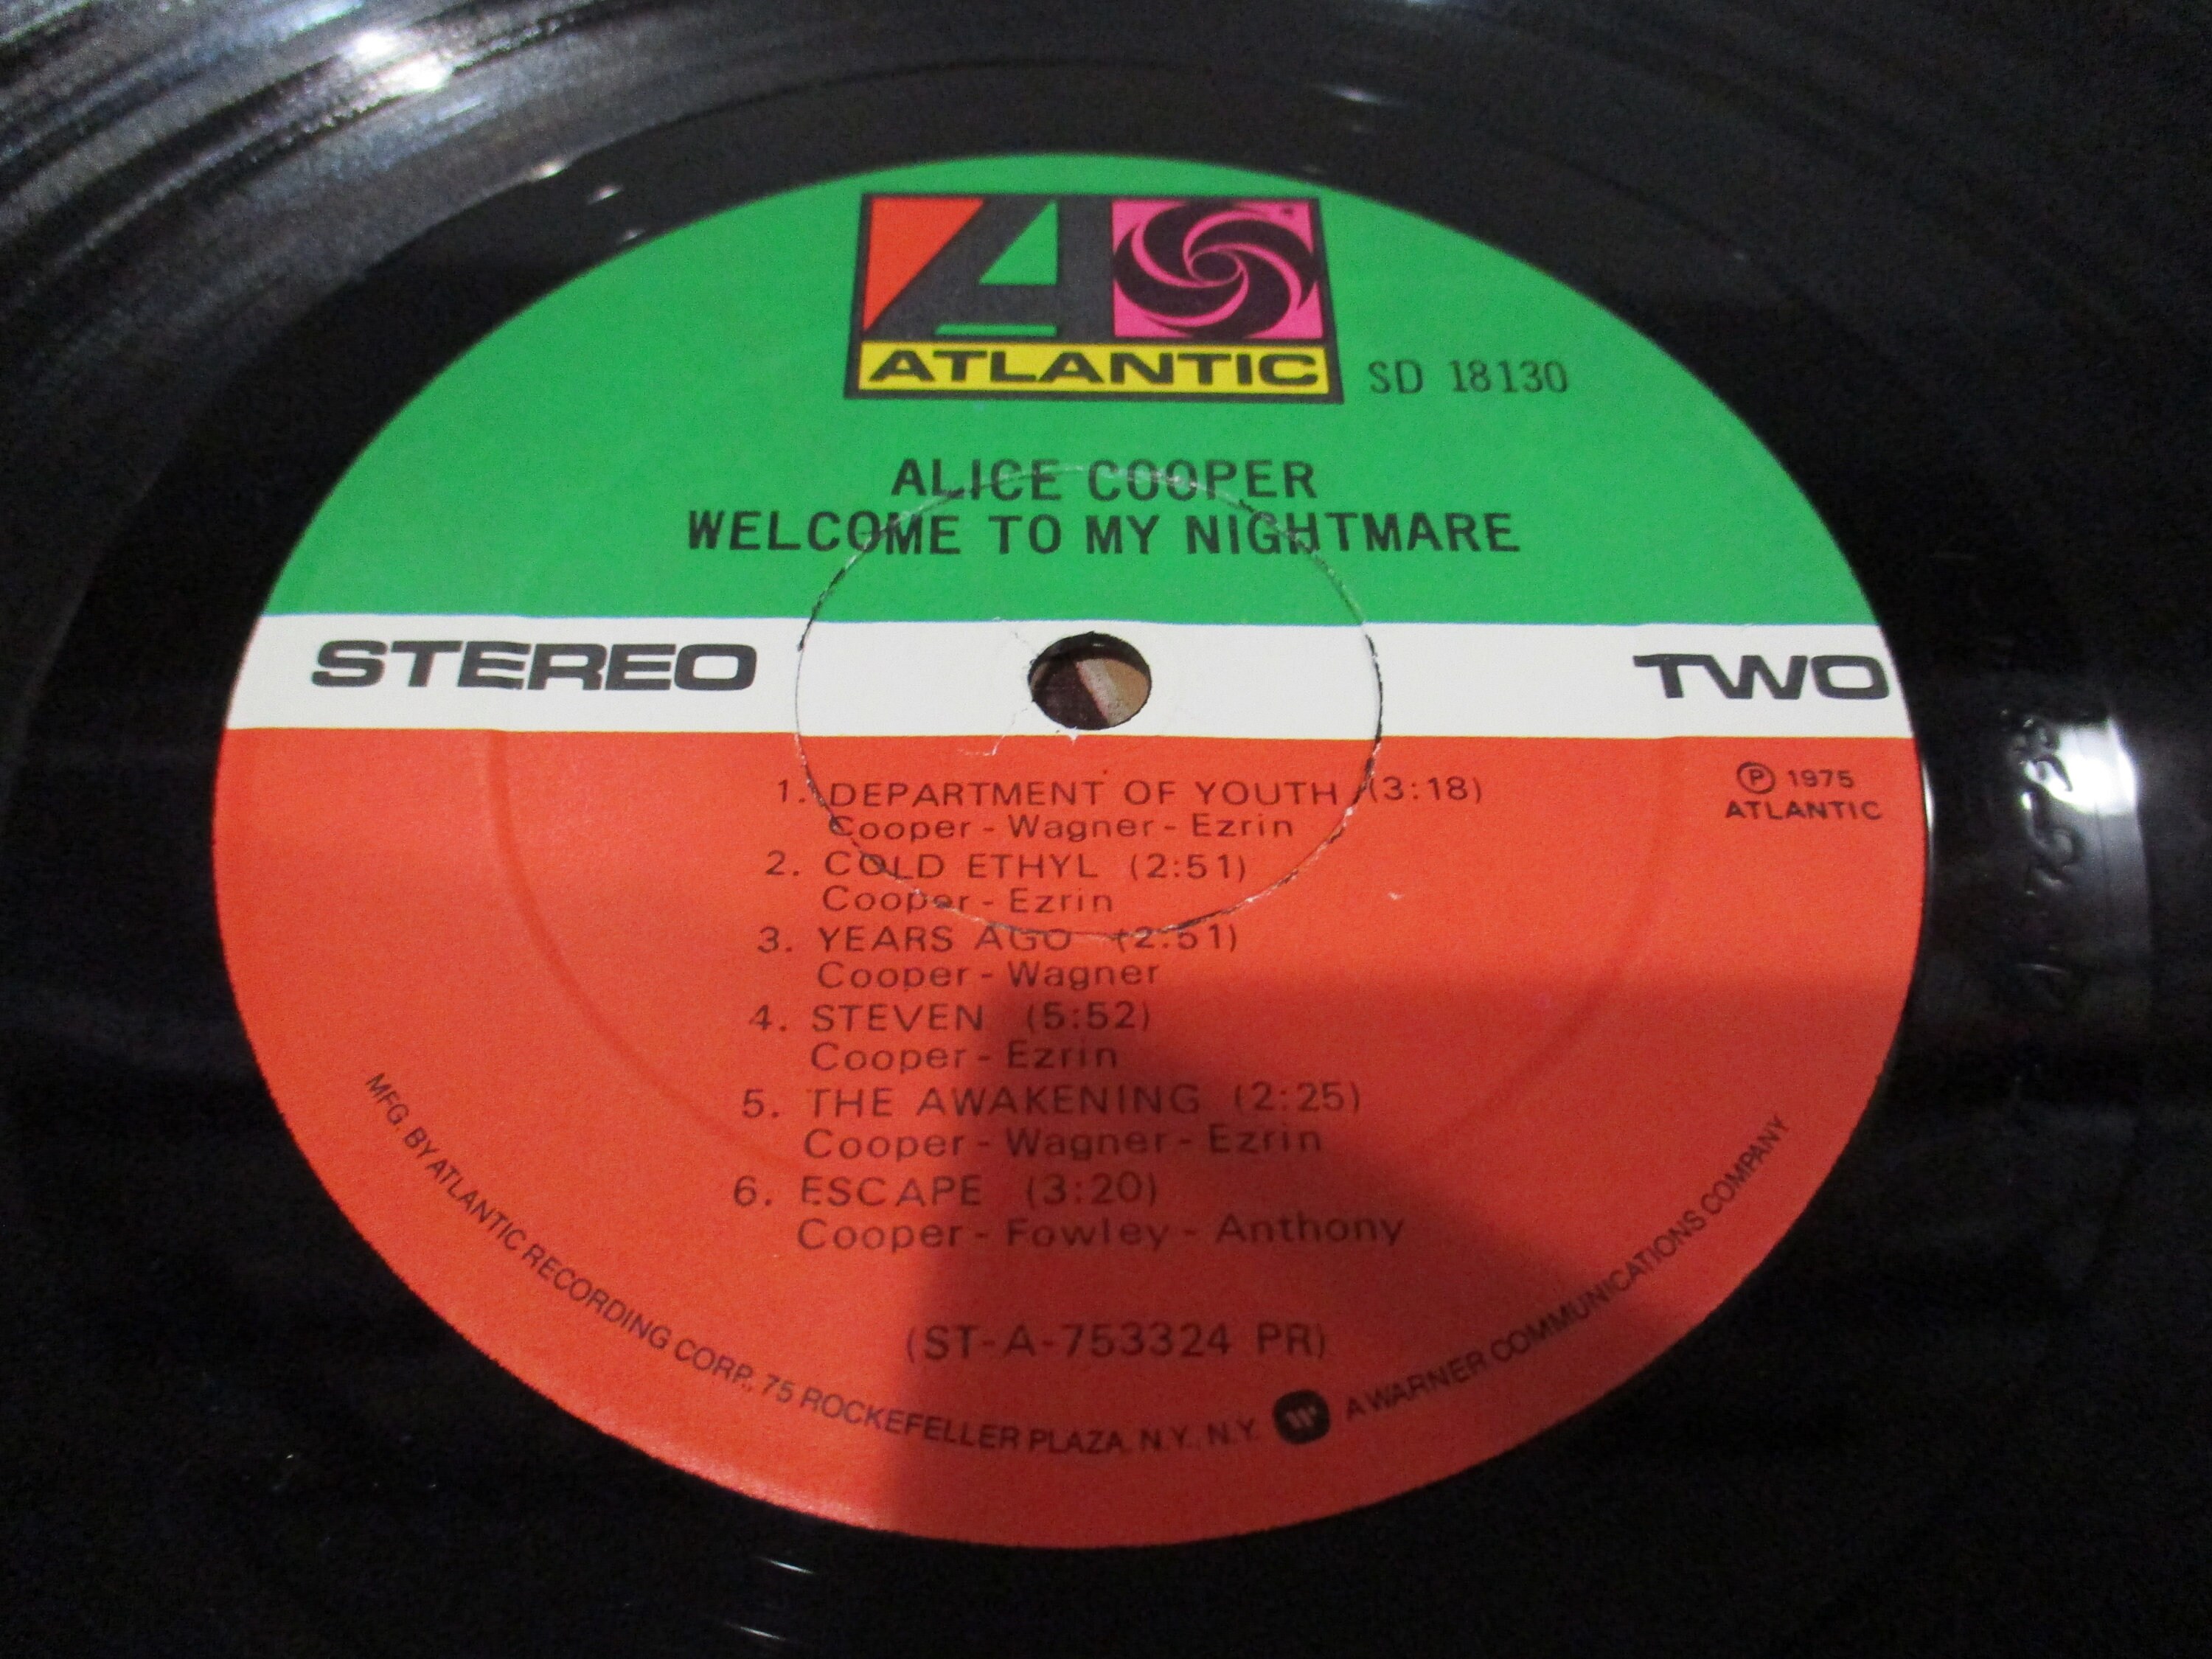 ATLANTIC
SD 18130
ALICE COOPER
WELCOME TO MY NIGHTMARE
STEREO
TWO
℗ 1975
ATLANTIC
1. DEPARTMENT OF YOUTH (3:18)
Cooper - Wagner - Ezrin
2. COLD ETHYL (2:51)
Cooper - Ezrin
3. YEARS AGO (2:51)
Cooper - Wagner
4. STEVEN (5:52)
Cooper - Ezrin
5. THE AWAKENING (2:25)
Cooper - Wagner - Ezrin
6. ESCAPE (3:20)
Cooper - Fowley - Anthony
(ST-A-753324 PR)
MFG. BY ATLANTIC RECORDING CORP., 75 ROCKEFELLER PLAZA, N.Y., N.Y. W A WARNER COMMUNICATIONS COMPANY